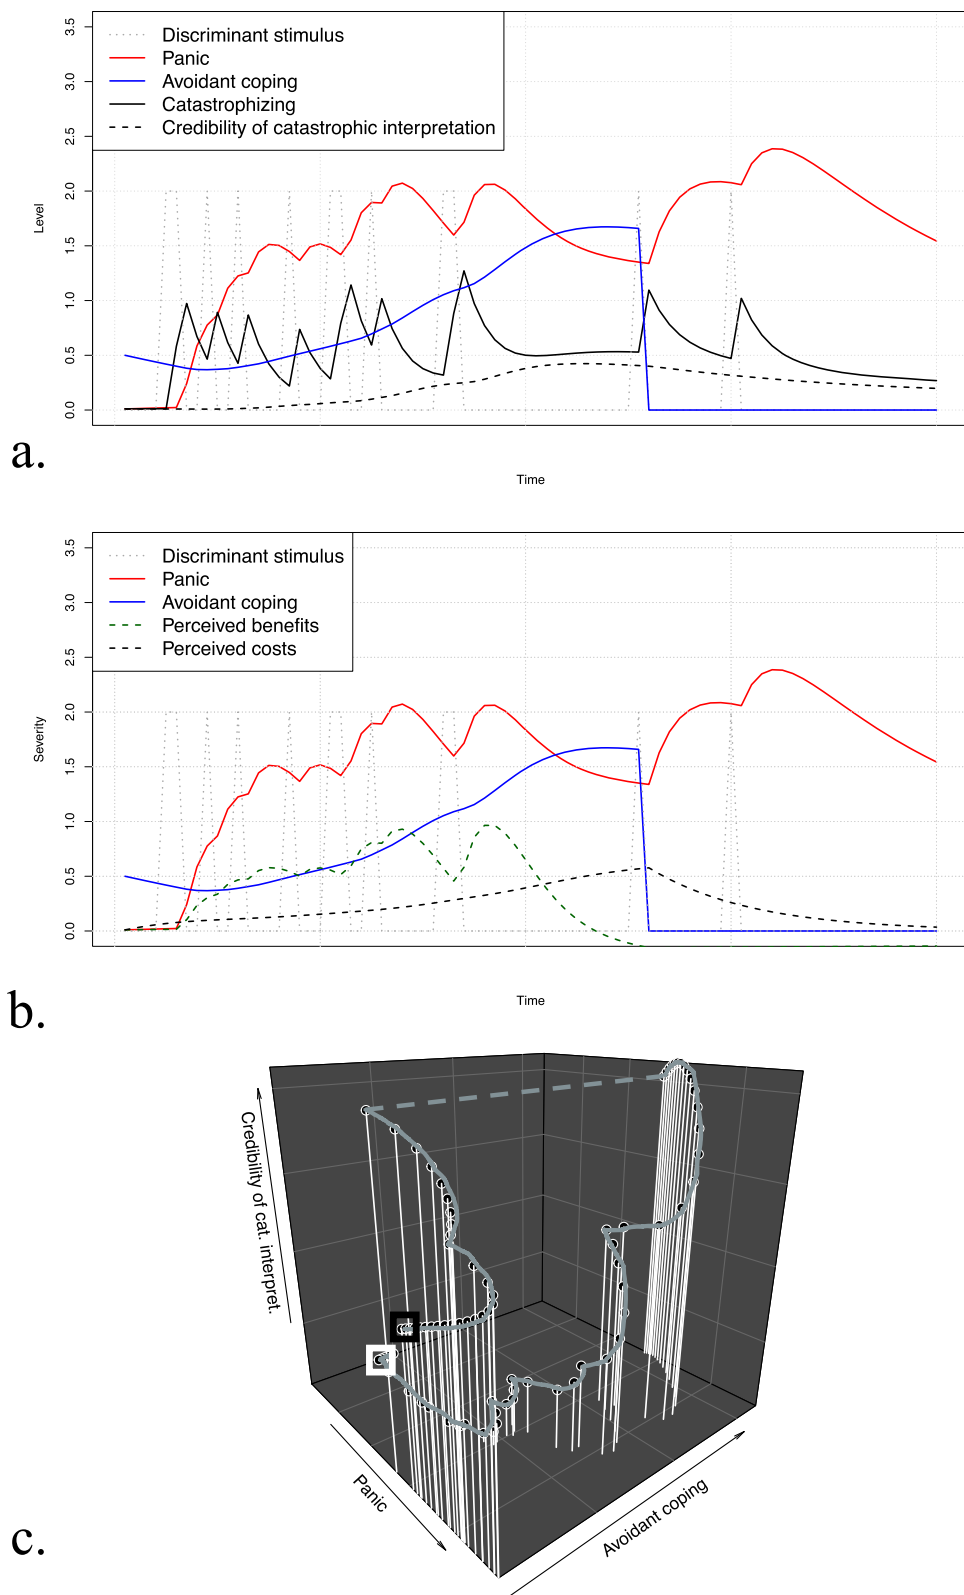 3.5
3.0
2.5
2.0
1.5
1.0
0.5
0.0
Level
Discriminant stimulus
Panic
Avoidant coping
Catastrophizing
Credibility of catastrophic interpretation
a.
Time
3.5
3.0
2.5
2.0
1.5
1.0
0.5
0.0
Severity
Discriminant stimulus
Panic
Avoidant coping
Perceived benefits
Perceived costs
b.
Time
Credibility of cat. interpret.
Panic
Avoidant coping
c.